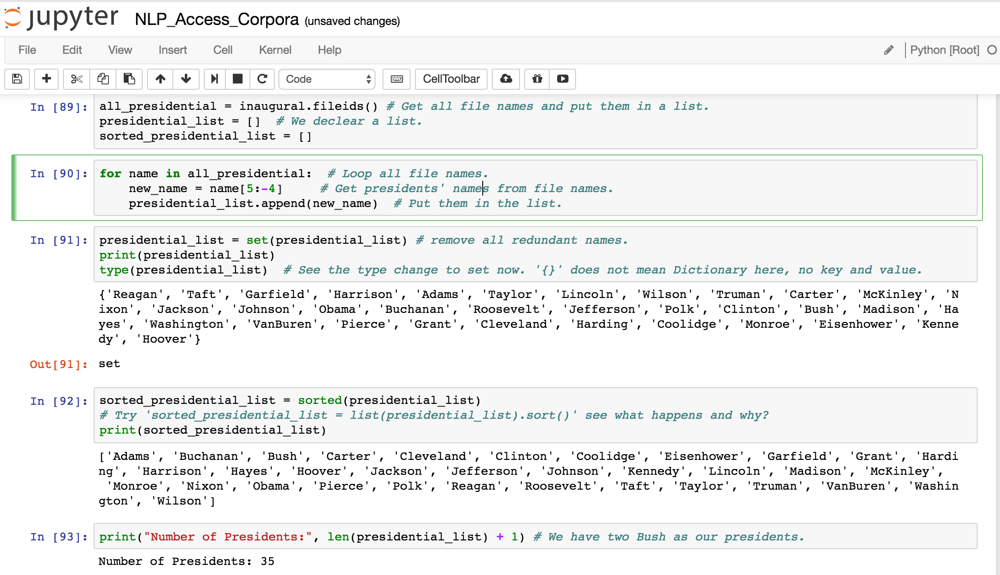 jupyter NLP_Access_Corpora (unsaved changes)
File Edit View Insert Cell Kernel Help Python [Root]
Code CellToolbar
In [89]: all_presidential = inaugural.fileids() # Get all file names and put them in a list.
presidential_list = []  # We declear a list.
sorted_presidential_list = []
In [90]: for name in all_presidential:  # Loop all file names.
    new_name = name[5:-4]     # Get presidents' names from file names.
    presidential_list.append(new_name)  # Put them in the list.
In [91]: presidential_list = set(presidential_list) # remove all redundant names.
print(presidential_list)
type(presidential_list)  # See the type change to set now. '{}' does not mean Dictionary here, no key and value.
{'Reagan', 'Taft', 'Garfield', 'Harrison', 'Adams', 'Taylor', 'Lincoln', 'Wilson', 'Truman', 'Carter', 'McKinley', 'N
ixon', 'Jackson', 'Johnson', 'Obama', 'Buchanan', 'Roosevelt', 'Jefferson', 'Polk', 'Clinton', 'Bush', 'Madison', 'Ha
yes', 'Washington', 'VanBuren', 'Pierce', 'Grant', 'Cleveland', 'Harding', 'Coolidge', 'Monroe', 'Eisenhower', 'Kenne
dy', 'Hoover'}
Out[91]: set
In [92]: sorted_presidential_list = sorted(presidential_list)
# Try 'sorted_presidential_list = list(presidential_list).sort()' see what happens and why?
print(sorted_presidential_list)
['Adams', 'Buchanan', 'Bush', 'Carter', 'Cleveland', 'Clinton', 'Coolidge', 'Eisenhower', 'Garfield', 'Grant', 'Hardi
ng', 'Harrison', 'Hayes', 'Hoover', 'Jackson', 'Jefferson', 'Johnson', 'Kennedy', 'Lincoln', 'Madison', 'McKinley',
 'Monroe', 'Nixon', 'Obama', 'Pierce', 'Polk', 'Reagan', 'Roosevelt', 'Taft', 'Taylor', 'Truman', 'VanBuren', 'Washin
gton', 'Wilson']
In [93]: print("Number of Presidents:", len(presidential_list) + 1) # We have two Bush as our presidents.
Number of Presidents: 35